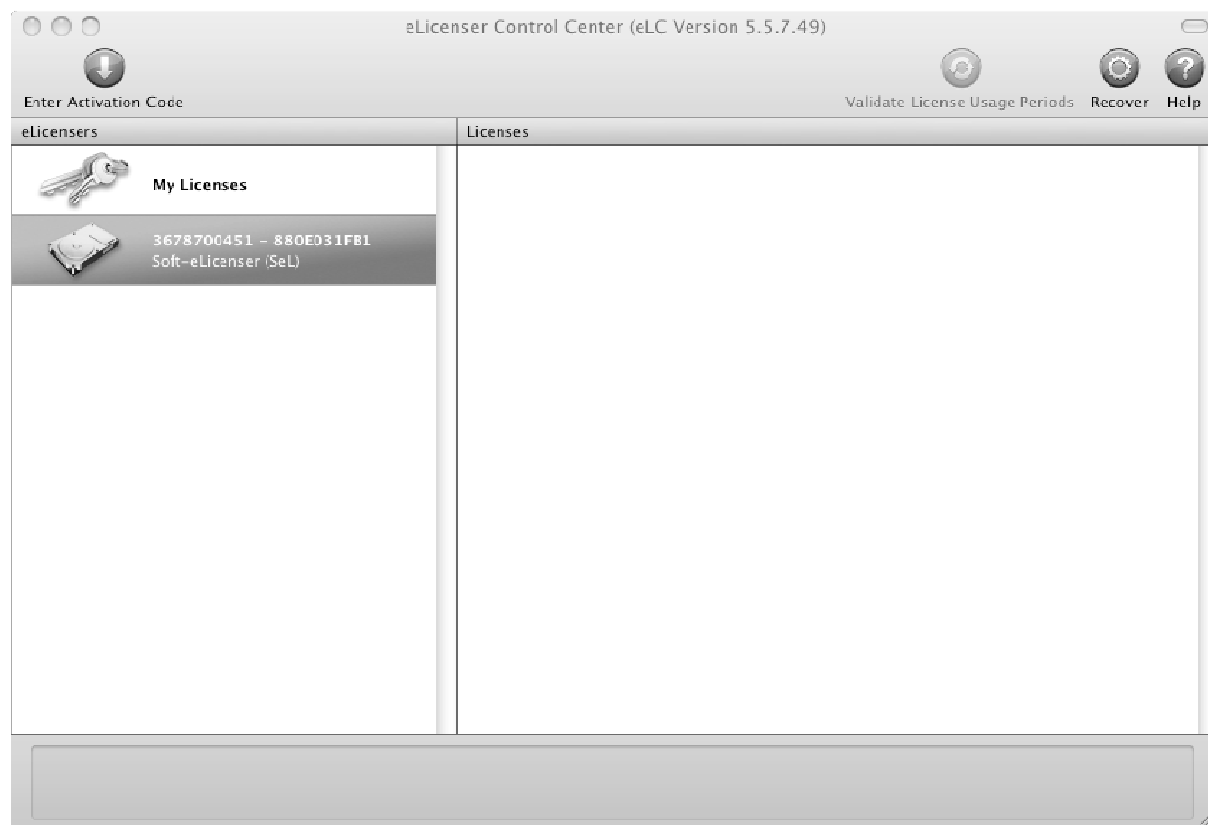 eLicenser Control Center (eLC Version 5.5.7.49)
Enter Activation Code
Validate License Usage Periods
Recover
Help
eLicensers
Licenses
My Licenses
3678700451 - 880E031FB1
Soft-eLicenser (SeL)